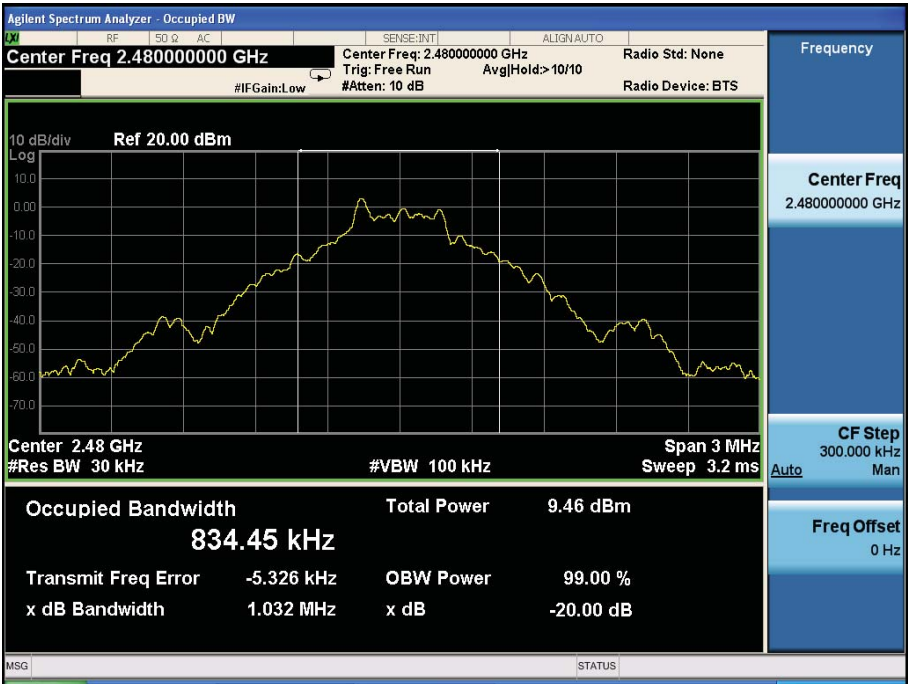 Agilent Spectrum Analyzer - Occupied BW
LXI RF 50 Ω AC SENSE:INT ALIGN AUTO
Center Freq 2.480000000 GHz
Center Freq: 2.480000000 GHz Radio Std: None
Trig: Free Run Avg|Hold:> 10/10
#IFGain:Low #Atten: 10 dB Radio Device: BTS
Frequency
10 dB/div Ref 20.00 dBm
Log
10.0
0.00
-10.0
-20.0
-30.0
-40.0
-50.0
-60.0
-70.0
Center 2.48 GHz Span 3 MHz
#Res BW 30 kHz #VBW 100 kHz Sweep 3.2 ms
Occupied Bandwidth Total Power 9.46 dBm
834.45 kHz
Transmit Freq Error -5.326 kHz OBW Power 99.00 %
x dB Bandwidth 1.032 MHz x dB -20.00 dB
Center Freq
2.480000000 GHz
CF Step
300.000 kHz
Auto Man
Freq Offset
0 Hz
MSG STATUS